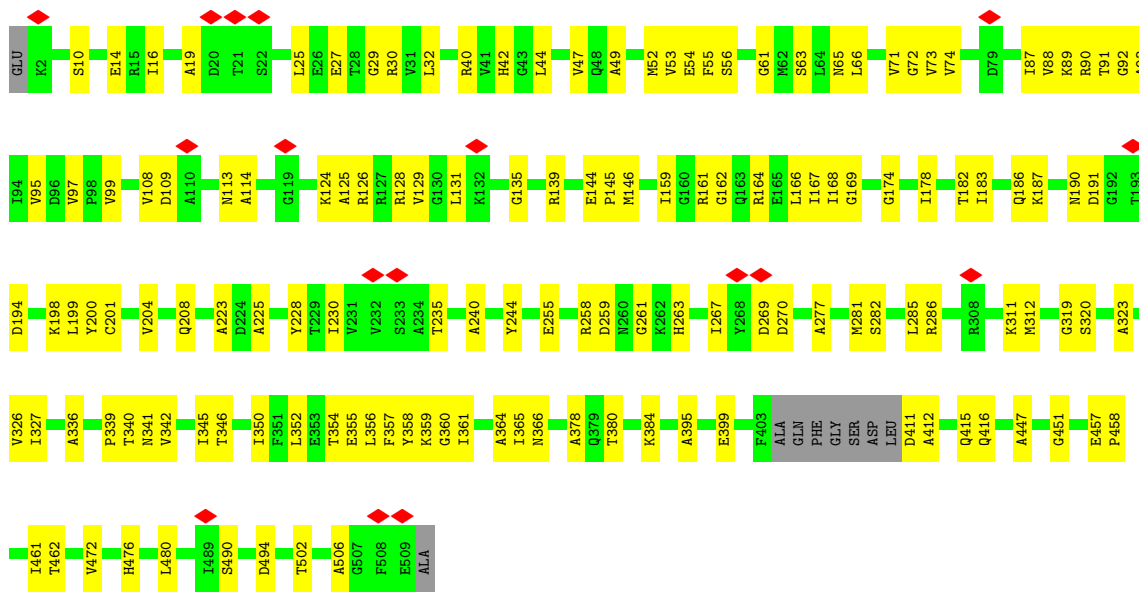 GLU K2 S10 E14 R15 I16 A19 D20 T21 S22 L25 E26 E27 T28 G29 R30 V31 L32 R40 V41 H42 G43 L44 V47 Q48 A49 M52 V53 E54 F55 S56 G61 M62 S63 L64 N65 L66 V71 G72 V73 V74 D79 I87 V88 K89 R90 T91 G92
I94 V95 D96 V97 P98 V99 V108 D109 A110 N113 A114 G119 K124 A125 R126 R127 R128 V129 G130 L131 K132 G135 R139 E144 P145 M146 I159 G160 R161 G162 Q163 R164 E165 L166 I167 I168 G169 G174 I178 T182 I183 Q186 K187 N190 D191 G192 T193
D194 K198 L199 Y200 C201 V204 Q208 A223 D224 A225 Y228 T229 I230 V231 V232 S233 A234 T235 A240 Y244 E255 R258 D259 N260 G261 K262 H263 I267 Y268 D269 D270 A277 M281 S282 L285 R286 R308 K311 M312 G319 S320 A323
V326 I327 A336 P339 T340 N341 V342 I345 T346 I350 F351 L352 E353 T354 E355 L356 F357 Y358 K359 G360 I361 A364 I365 N366 A378 Q379 T380 K384 A395 E399 F403 ALA GLN PHE GLY SER ASP LEU D411 A412 Q415 Q416 A447 G451 E457 P458
I461 T462 V472 H476 L480 I489 S490 D494 T502 A506 G507 F508 E509 ALA